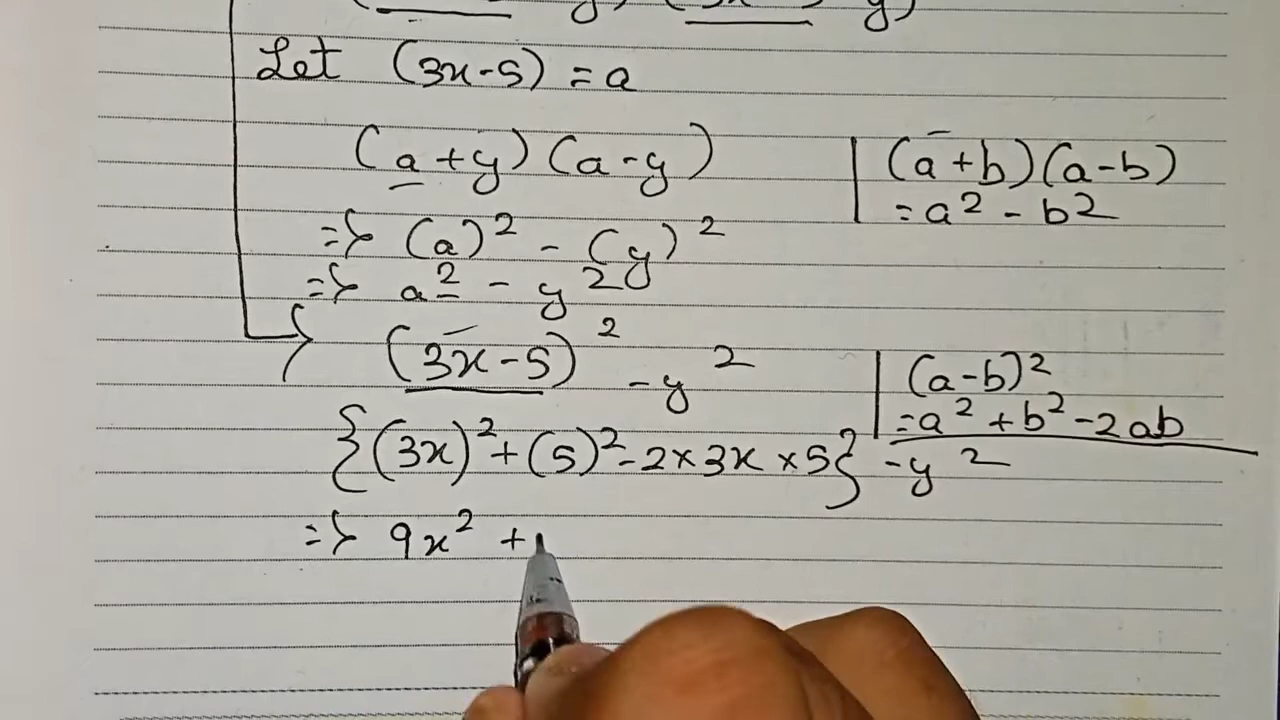 Let (3x-5) = a
(a+y)(a-y)
(a+b)(a-b)
= a² - b²
=> (a)² - (y)²
=> a² - y²
(3x-5)² - y²
(a-b)²
= a² + b² - 2ab
{(3x)² + (5)² - 2×3x×5} - y²
=> 9x² +